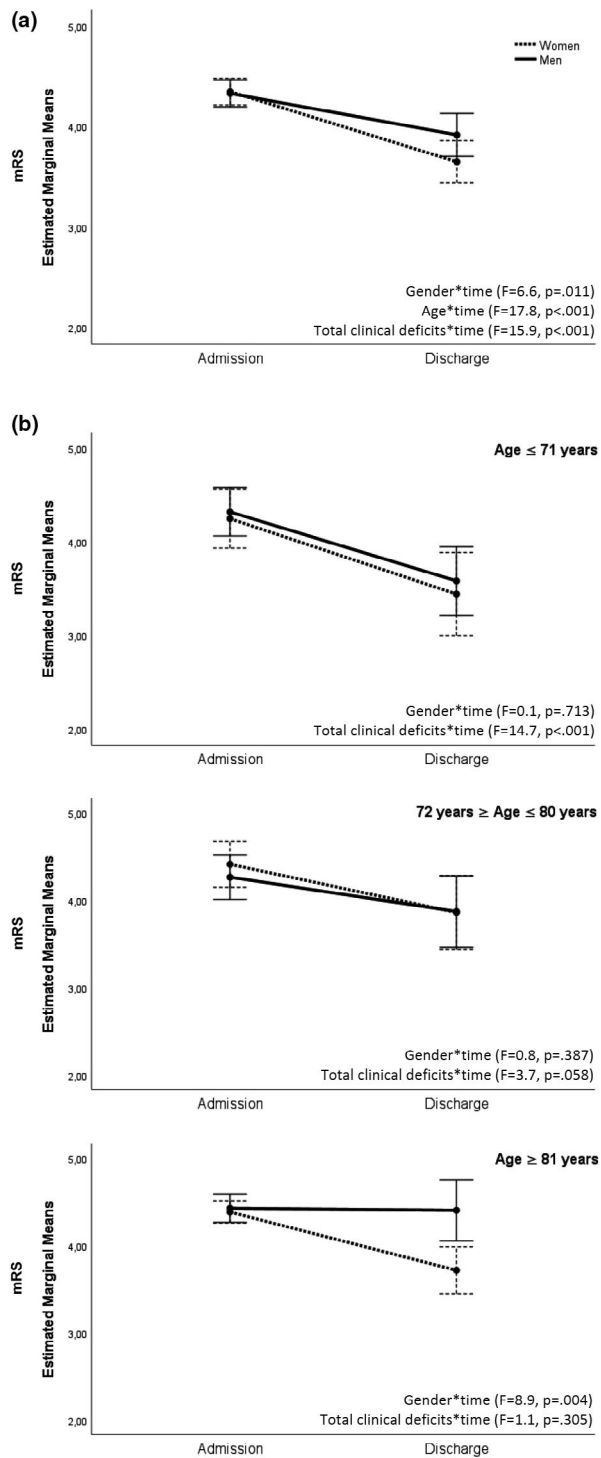 (a)
5,00
4,00
3,00
2,00
mRS
Estimated Marginal Means
Women
Men
Gender*time (F=6.6, p=.011)
Age*time (F=17.8, p<.001)
Total clinical deficits*time (F=15.9, p<.001)
Admission
Discharge
(b)
5,00
4,00
3,00
2,00
mRS
Estimated Marginal Means
Age ≤ 71 years
Gender*time (F=0.1, p=.713)
Total clinical deficits*time (F=14.7, p<.001)
Admission
Discharge
5,00
4,00
3,00
2,00
mRS
Estimated Marginal Means
72 years ≥ Age ≤ 80 years
Gender*time (F=0.8, p=.387)
Total clinical deficits*time (F=3.7, p=.058)
Admission
Discharge
5,00
4,00
3,00
2,00
mRS
Estimated Marginal Means
Age ≥ 81 years
Gender*time (F=8.9, p=.004)
Total clinical deficits*time (F=1.1, p=.305)
Admission
Discharge